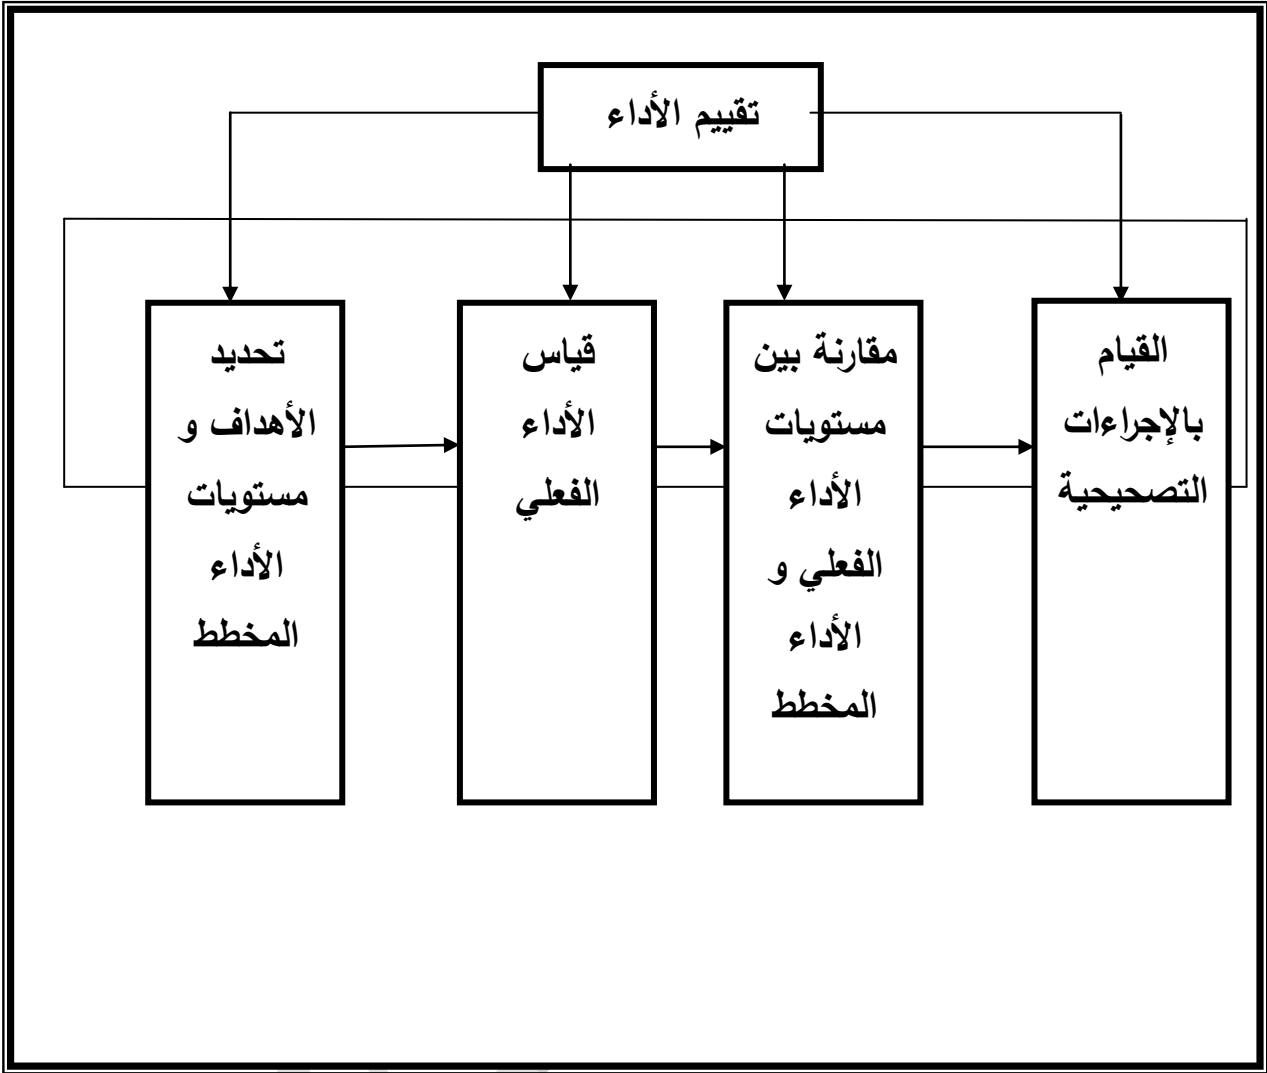 تقييم الأداء
تحديد
الأهداف و
مستويات
الأداء
المخطط
قياس
الأداء
الفعلي
مقارنة بين
مستويات
الأداء
الفعلي و
الأداء
المخطط
القيام
بالإجراءات
التصحيحية